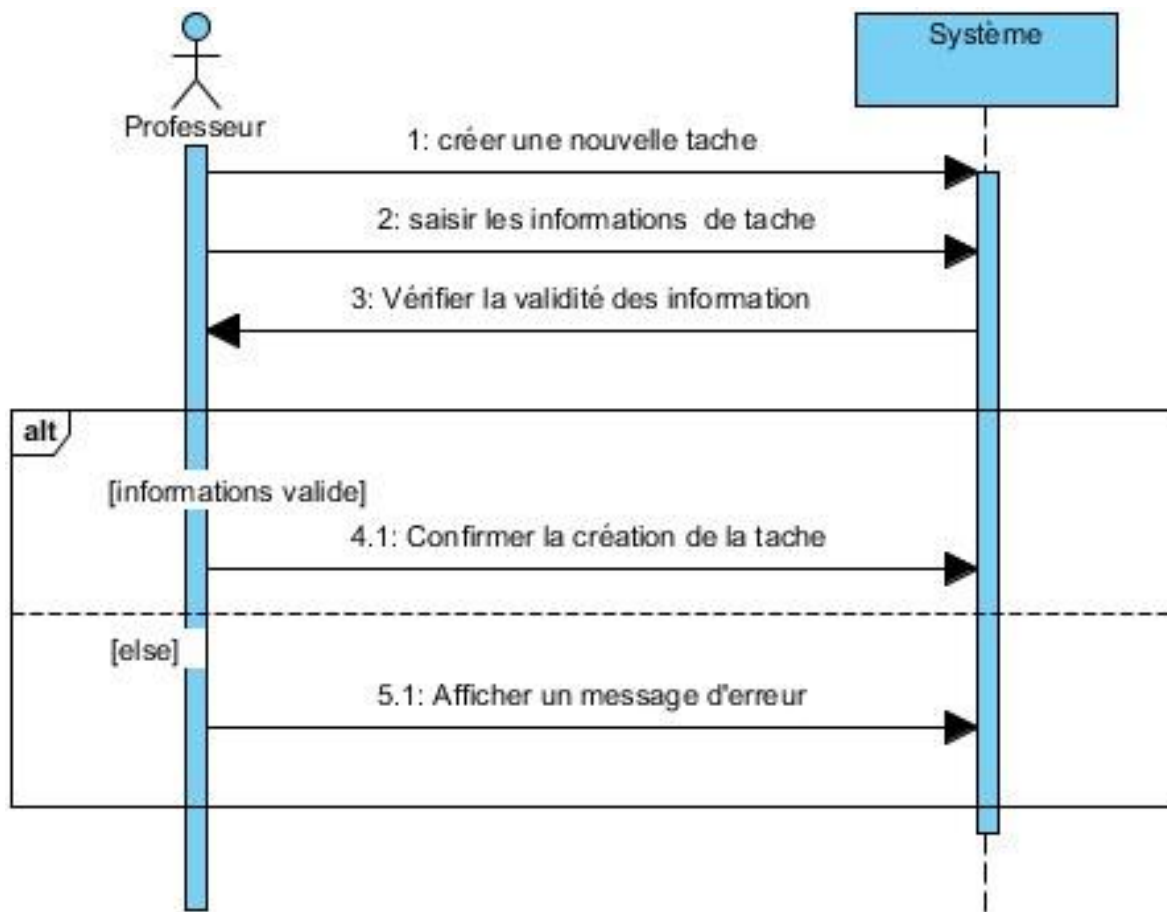 Système
Professeur
1: créer une nouvelle tache
2: saisir les informations de tache
3: Vérifier la validité des information
alt
[informations valide]
4.1: Confirmer la création de la tache
[else]
5.1: Afficher un message d'erreur